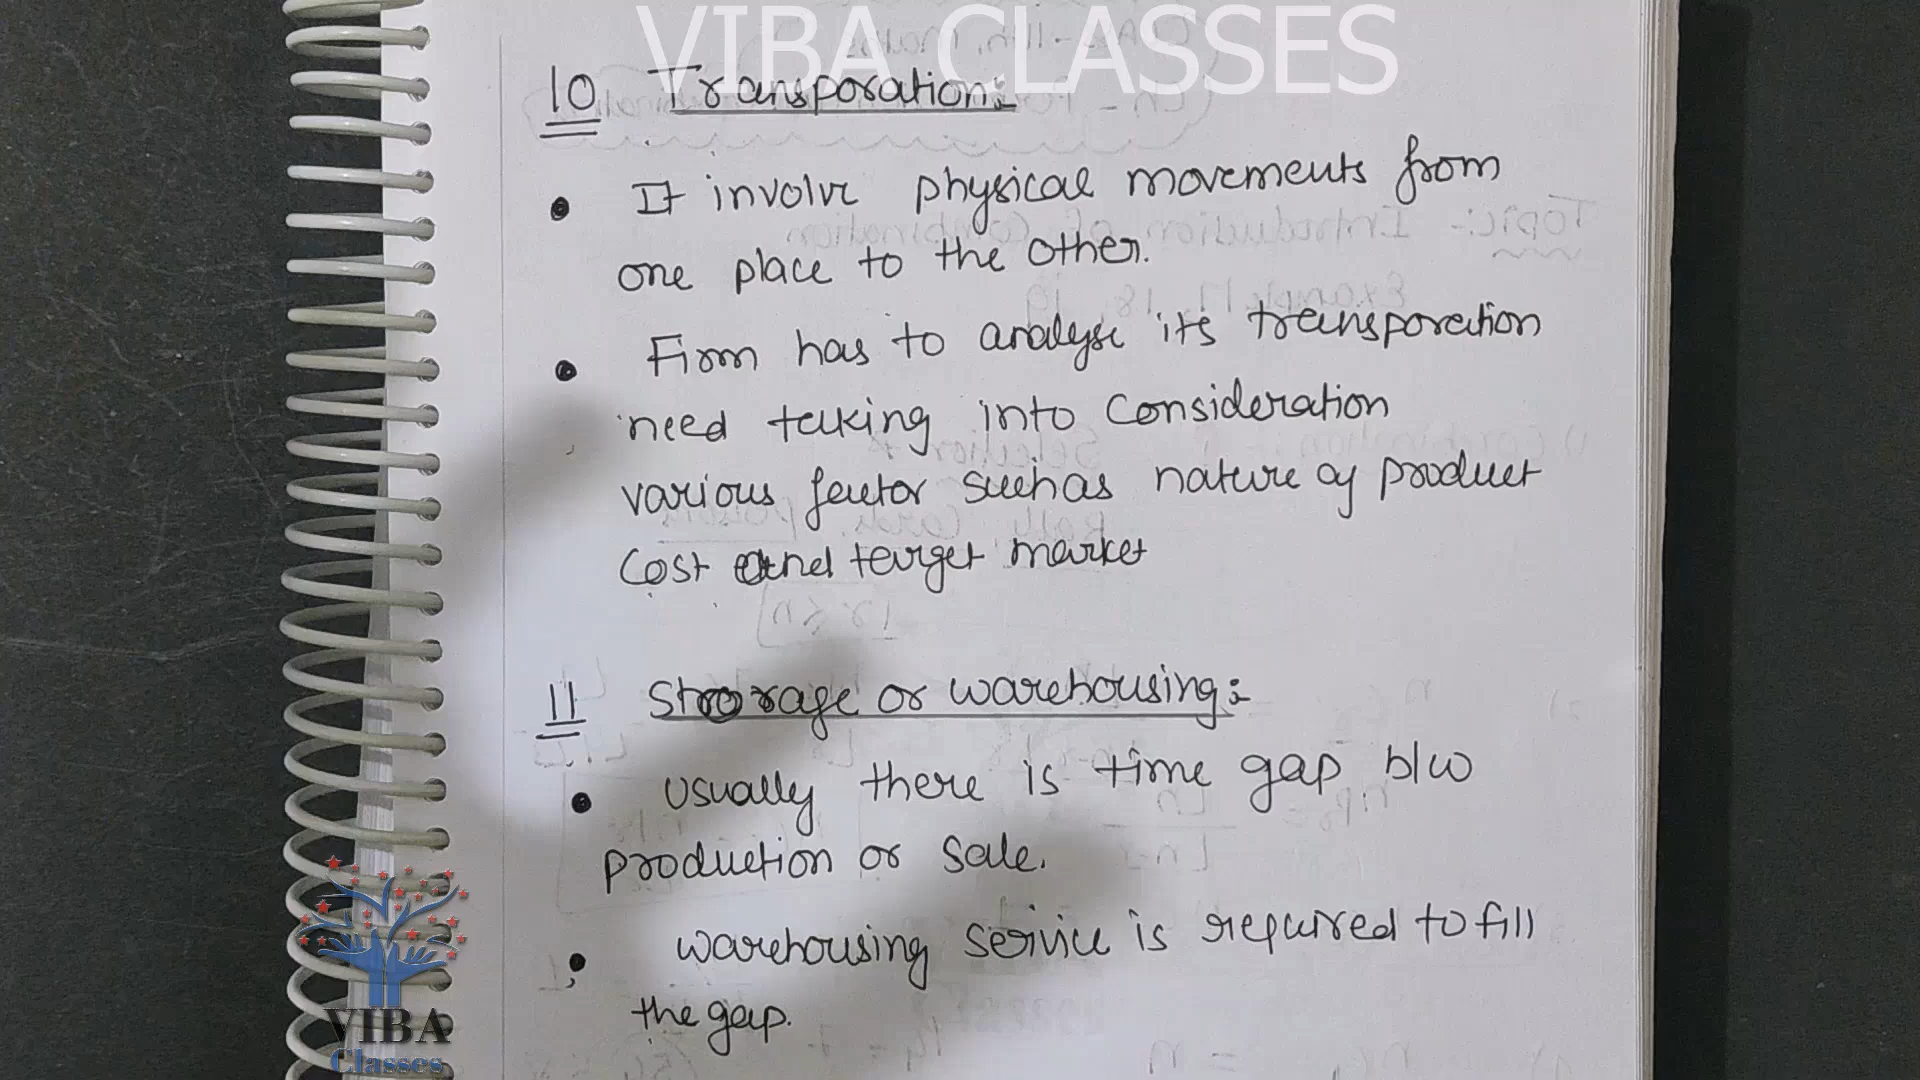 VIBA CLASSES
10 Transporation:-
• It involve physical movements from
one place to the other.
• Firm has to analyse its transporation
need taking into consideration
various factor such as nature of product
cost and target market
11 Storage or warehousing:-
• Usually there is time gap b/w
production or sale.
• warehousing service is required to fill
the gap.
VIBA
Classes